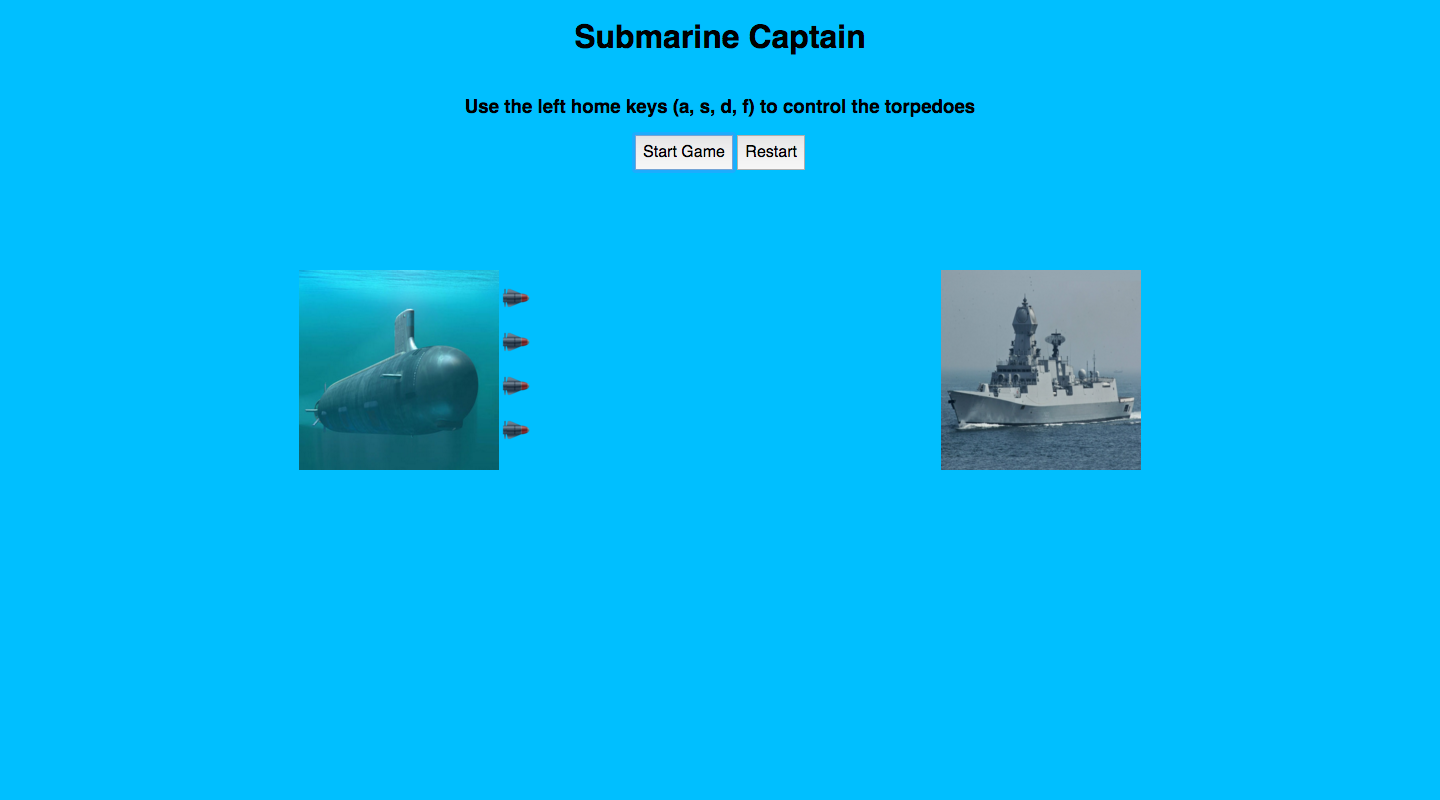 Submarine Captain
Use the left home keys (a, s, d, f) to control the torpedoes
Start Game Restart